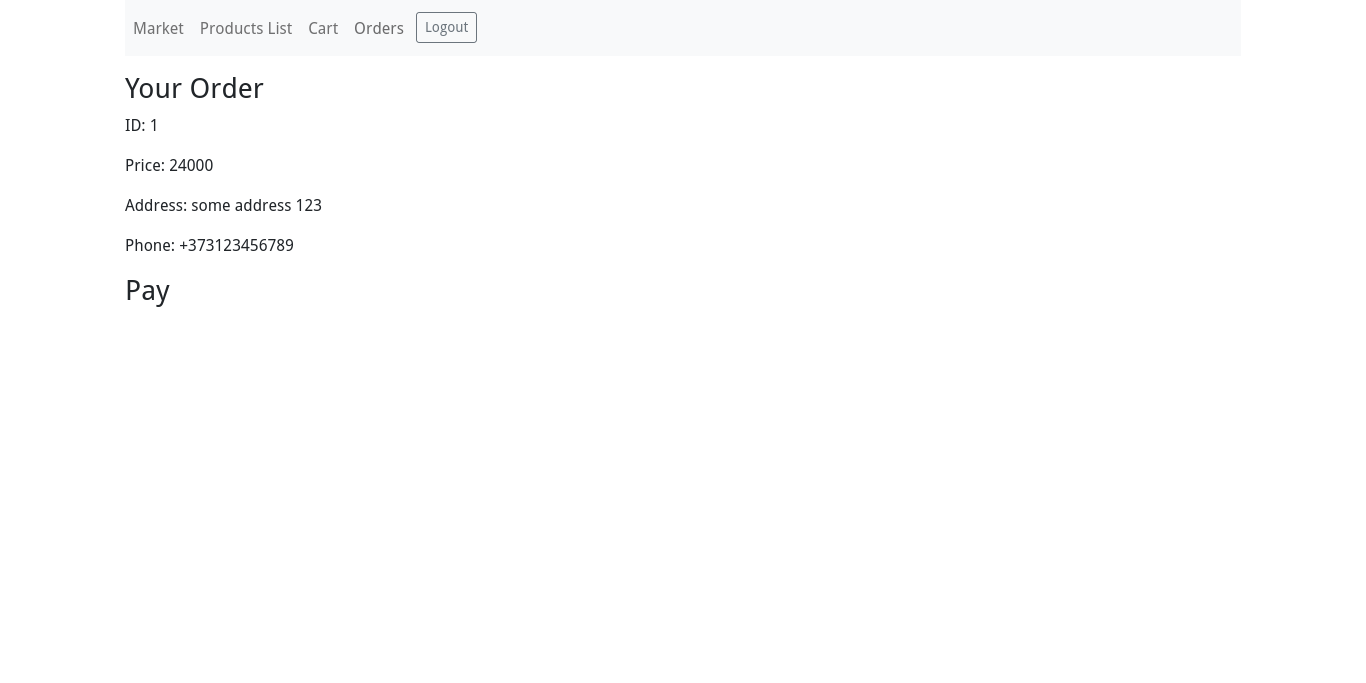 Market Products List Cart Orders Logout
Your Order
ID: 1
Price: 24000
Address: some address 123
Phone: +373123456789
Pay